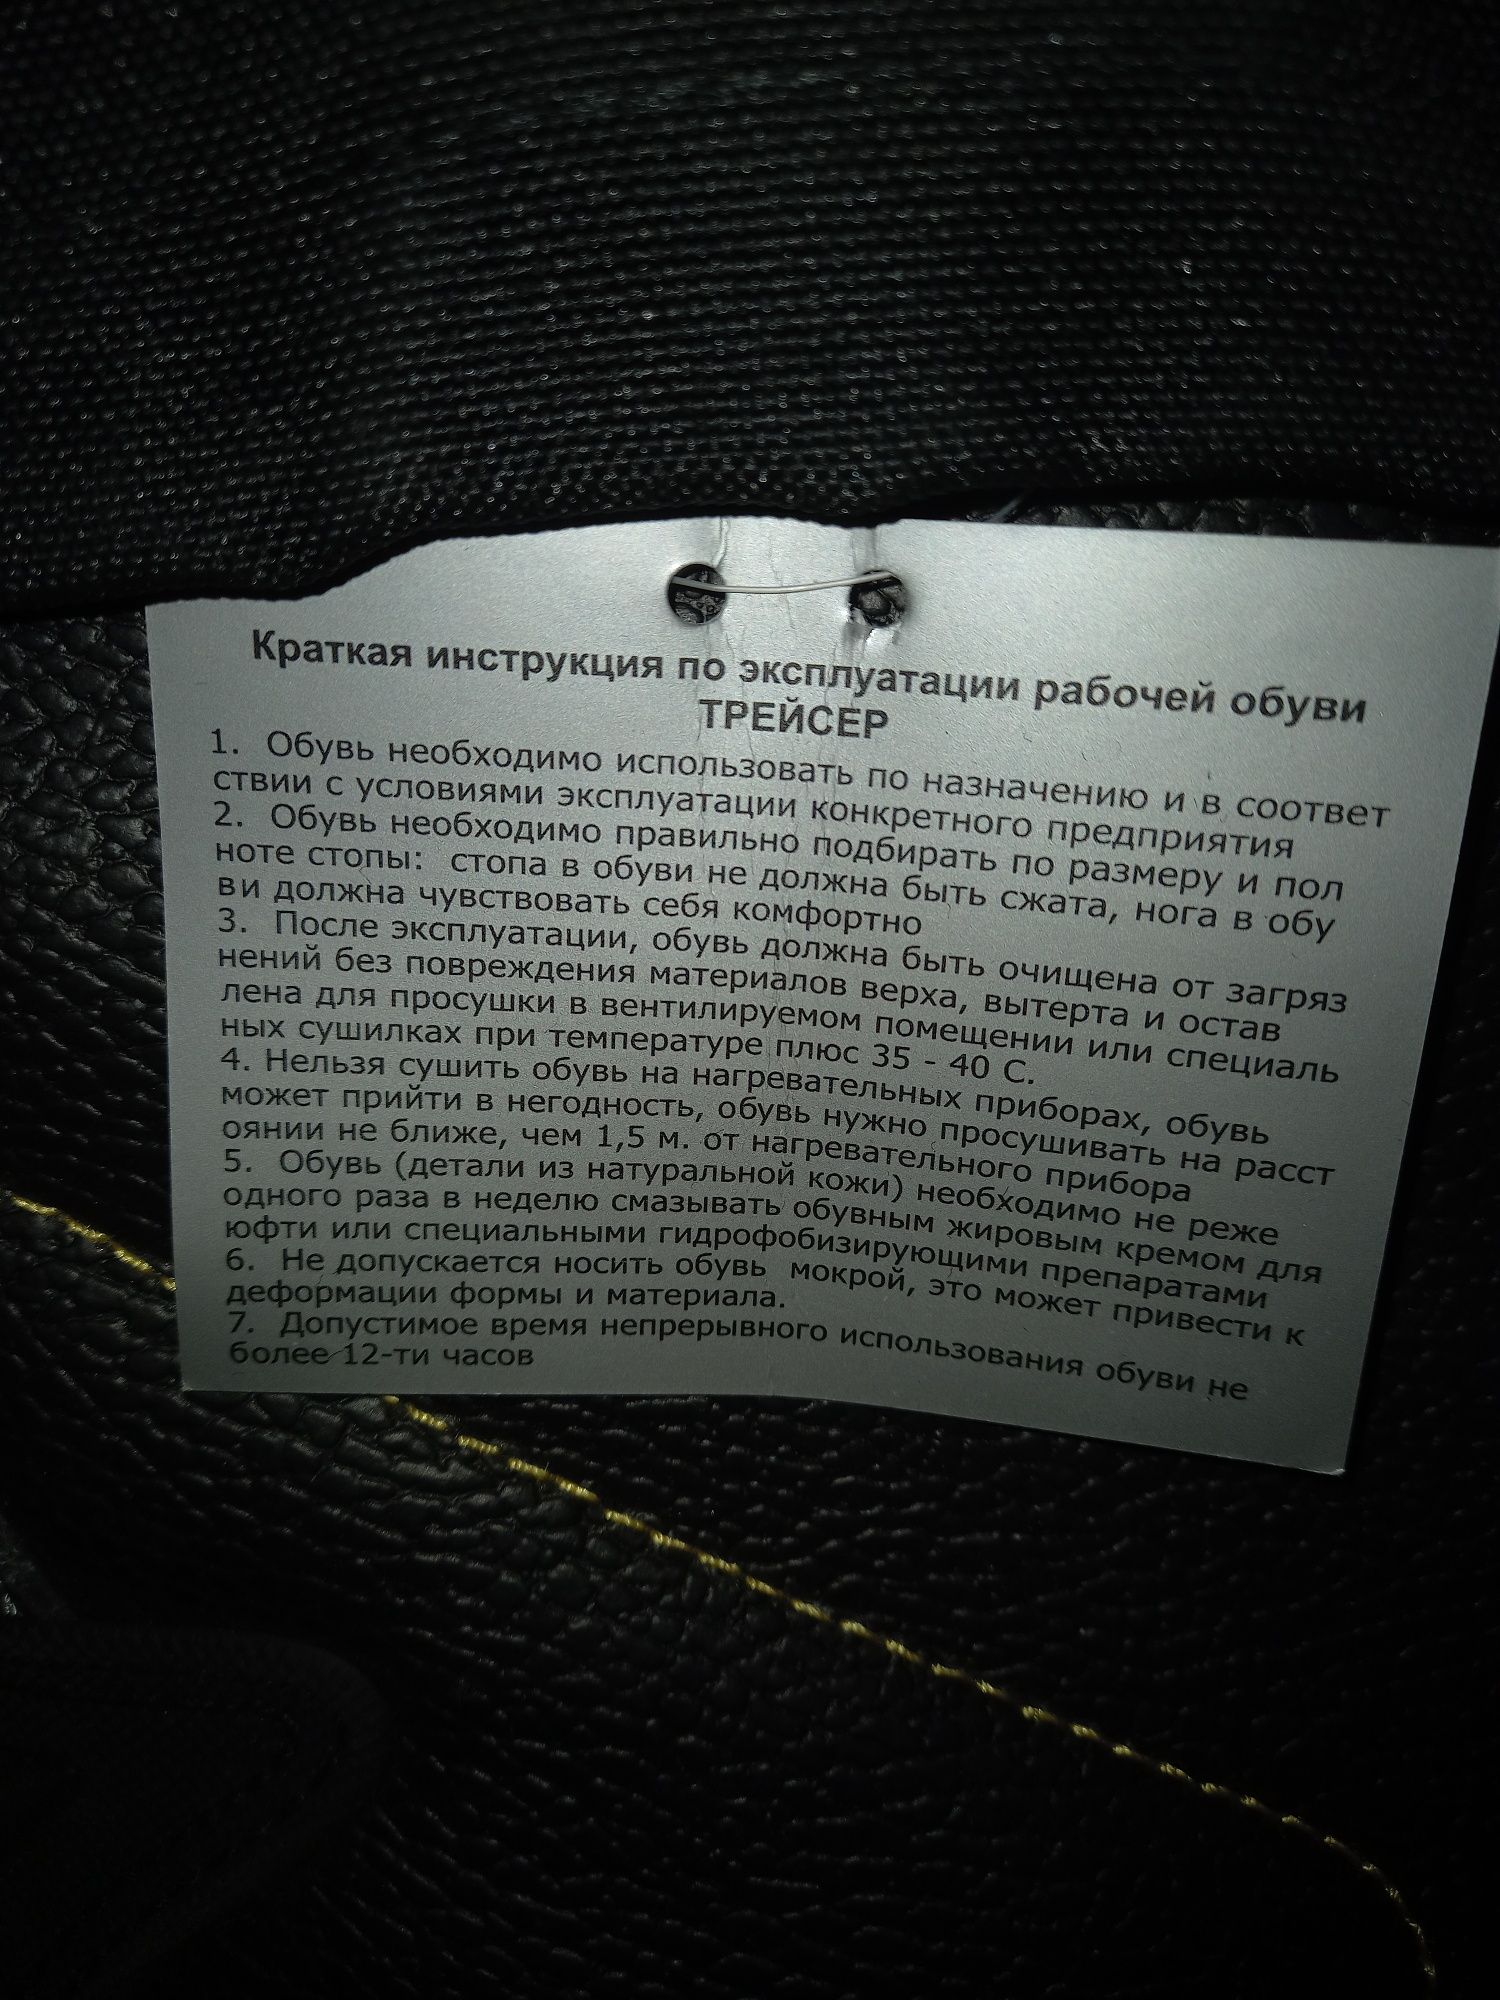 Краткая инструкция по эксплуатации рабочей обуви
ТРЕЙСЕР
1. Обувь необходимо использовать по назначению и в соответ
ствии с условиями эксплуатации конкретного предприятия
2. Обувь необходимо правильно подбирать по размеру и пол
ноте стопы: стопа в обуви не должна быть сжата, нога в обу
ви должна чувствовать себя комфортно
3. После эксплуатации, обувь должна быть очищена от загряз
нений без повреждения материалов верха, вытерта и остав
лена для просушки в вентилируемом помещении или специаль
ных сушилках при температуре плюс 35 - 40 С.
4. Нельзя сушить обувь на нагревательных приборах, обувь
может прийти в негодность, обувь нужно просушивать на расст
оянии не ближе, чем 1,5 м. от нагревательного прибора
5. Обувь (детали из натуральной кожи) необходимо не реже
одного раза в неделю смазывать обувным жировым кремом для
юфти или специальными гидрофобизирующими препаратами
6. Не допускается носить обувь мокрой, это может привести к
деформации формы и материала.
7. Допустимое время непрерывного использования обуви не
более 12-ти часов